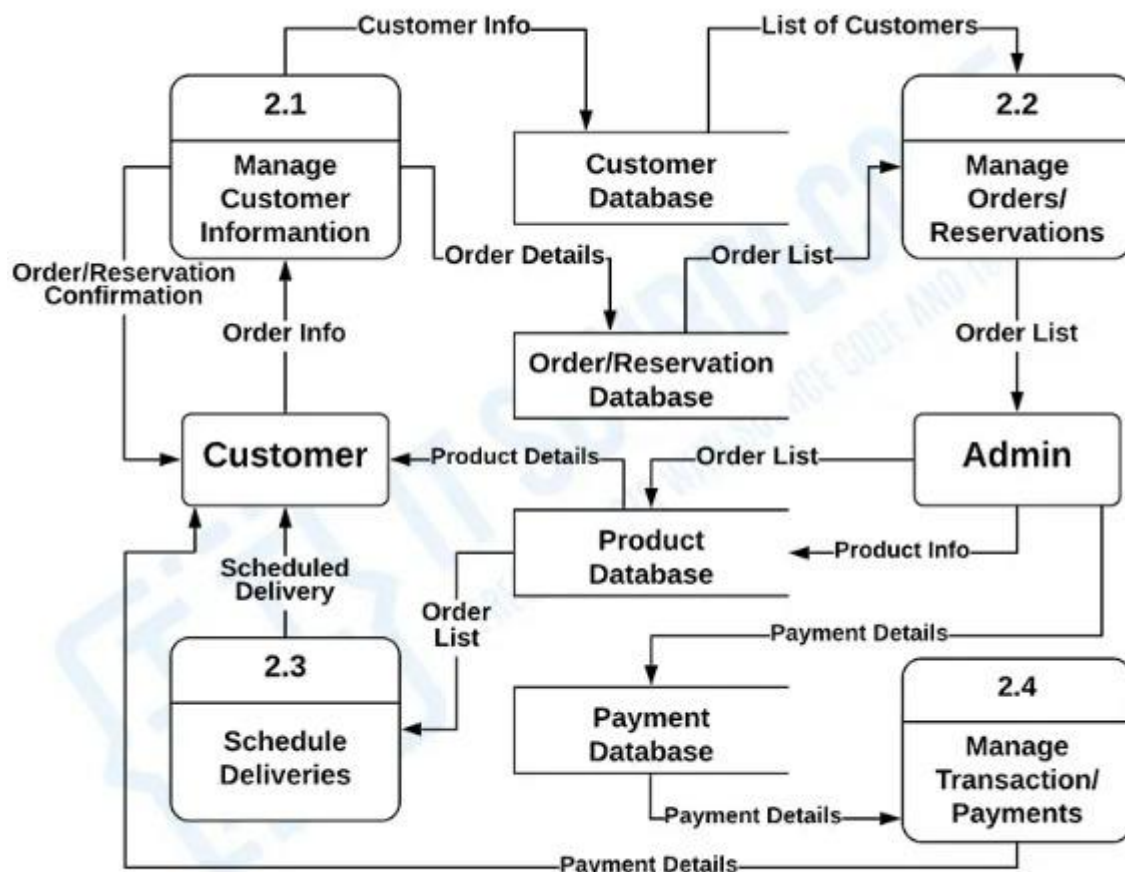 Customer Info
List of Customers
2.1
Manage
Customer
Informantion
Customer
Database
2.2
Manage
Orders/
Reservations
Order/Reservation
Confirmation
Order Details
Order List
Order Info
Order List
Order/Reservation
Database
Customer
Product Details
Order List
Admin
Product
Database
Product Info
Scheduled
Delivery
Order
List
Payment Details
2.3
Schedule
Deliveries
Payment
Database
2.4
Manage
Transaction/
Payments
Payment Details
Payment Details
IT SOURCECODE